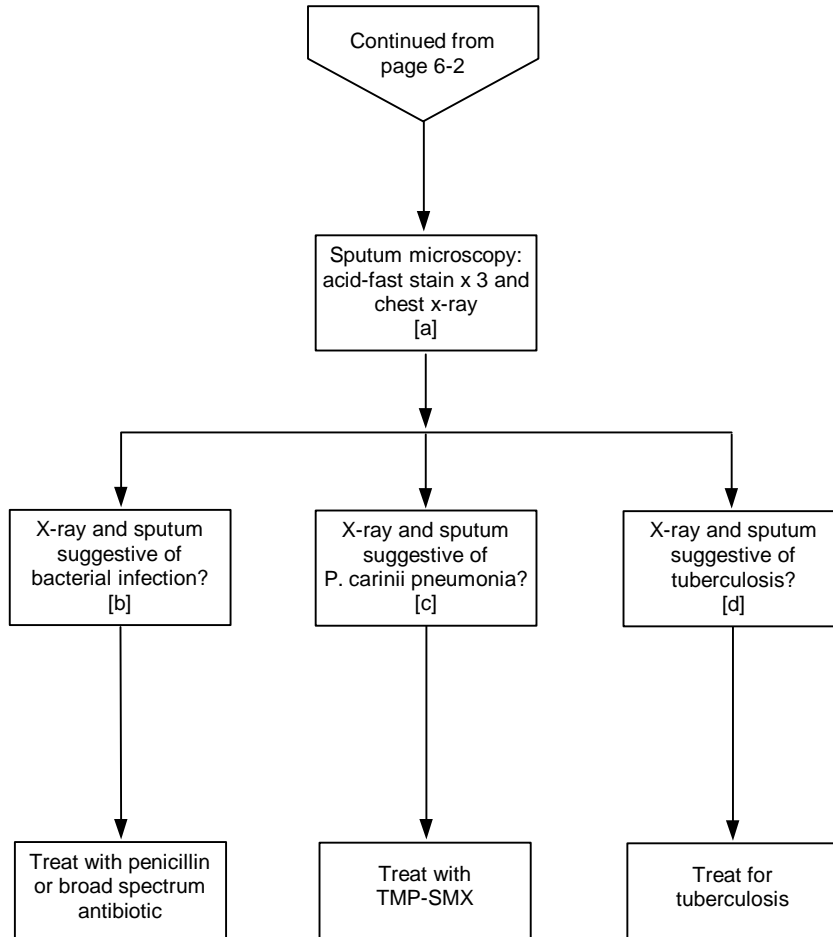 Continued from
page 6-2
Sputum microscopy:
acid-fast stain x 3 and
chest x-ray
[a]
X-ray and sputum
suggestive of
bacterial infection?
[b]
X-ray and sputum
suggestive of
P. carinii pneumonia?
[c]
X-ray and sputum
suggestive of
tuberculosis?
[d]
Treat with penicillin
or broad spectrum
antibiotic
Treat with
TMP-SMX
Treat for
tuberculosis